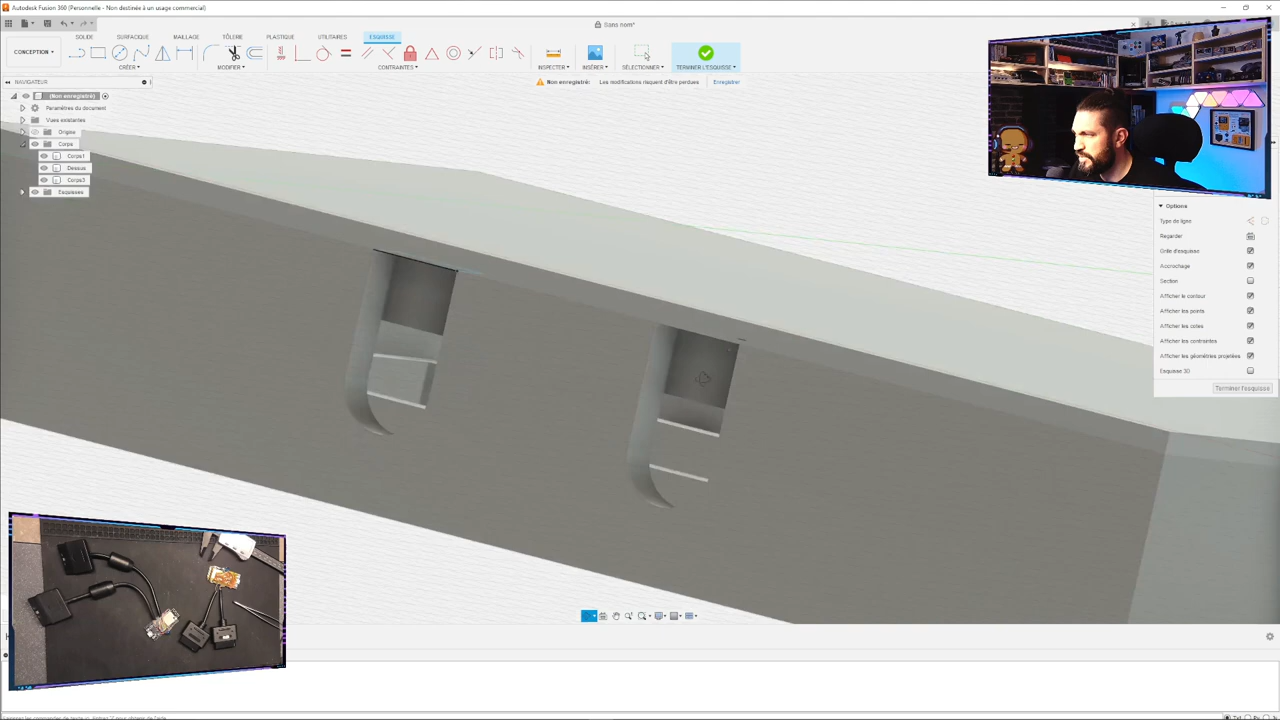 Autodesk Fusion 360 (Personnelle - Non destinée à un usage commercial)
Sans nom*
CONCEPTION
SOLIDE
SURFACIQUE
MAILLAGE
TÔLERIE
PLASTIQUE
UTILITAIRES
ESQUISSE
CRÉER
MODIFIER
CONTRAINTES
INSPECTER
INSÉRER
SÉLECTIONNER
TERMINER L'ESQUISSE
NAVIGATEUR
Non enregistré:
Les modifications risquent d'être perdues
Enregistrer
(Non enregistré)
Paramètres du document
Vues existantes
Origine
Corps
Corps1
Dessus
Corps3
Esquisses
Options
Type de ligne
Regarder
Grille d'esquisse
Accrochage
Section
Afficher le contour
Afficher les points
Afficher les cotes
Afficher les contraintes
Afficher les géométries projetées
Esquisse 3D
Terminer l'esquisse